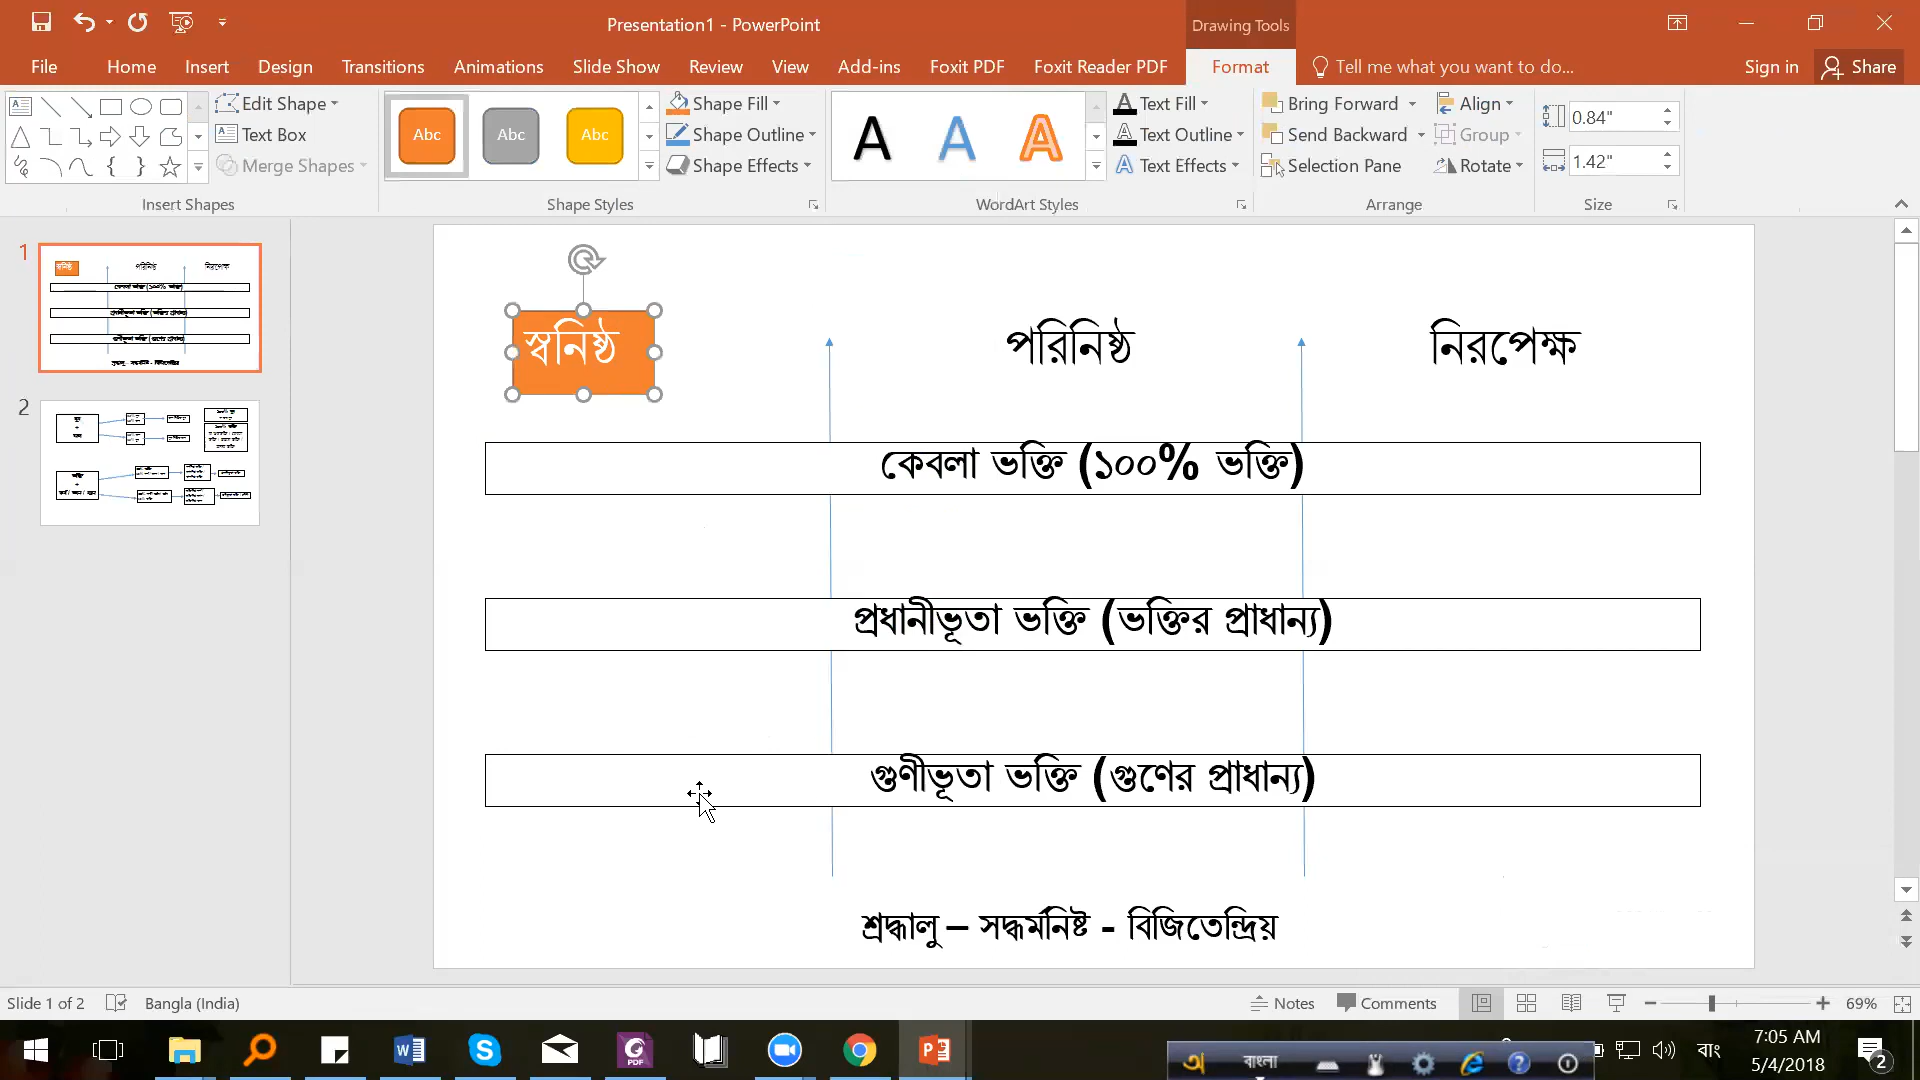 Presentation1 - PowerPoint
Drawing Tools
File Home Insert Design Transitions Animations Slide Show Review View Add-ins Foxit PDF Foxit Reader PDF Format Tell me what you want to do... Sign in Share
Edit Shape
Text Box
Merge Shapes
Insert Shapes
Abc Abc Abc
Shape Fill
Shape Outline
Shape Effects
Shape Styles
A A A
WordArt Styles
Text Fill
Text Outline
Text Effects
Bring Forward
Send Backward
Selection Pane
Align
Group
Rotate
Arrange
0.84"
1.42"
Size
1
2
স্বনিষ্ঠ পরিনিষ্ঠ নিরপেক্ষ
কেবলা ভক্তি (১০০% ভক্তি)
প্রধানীভূতা ভক্তি (ভক্তির প্রাধান্য)
গুণীভূতা ভক্তি (গুণের প্রাধান্য)
শ্রদ্ধালু – সদ্ধর্মনিষ্ট - বিজিতেন্দ্রিয়
Slide 1 of 2 Bangla (India) Notes Comments 69%
বাংলা
বাং
7:05 AM
5/4/2018
2